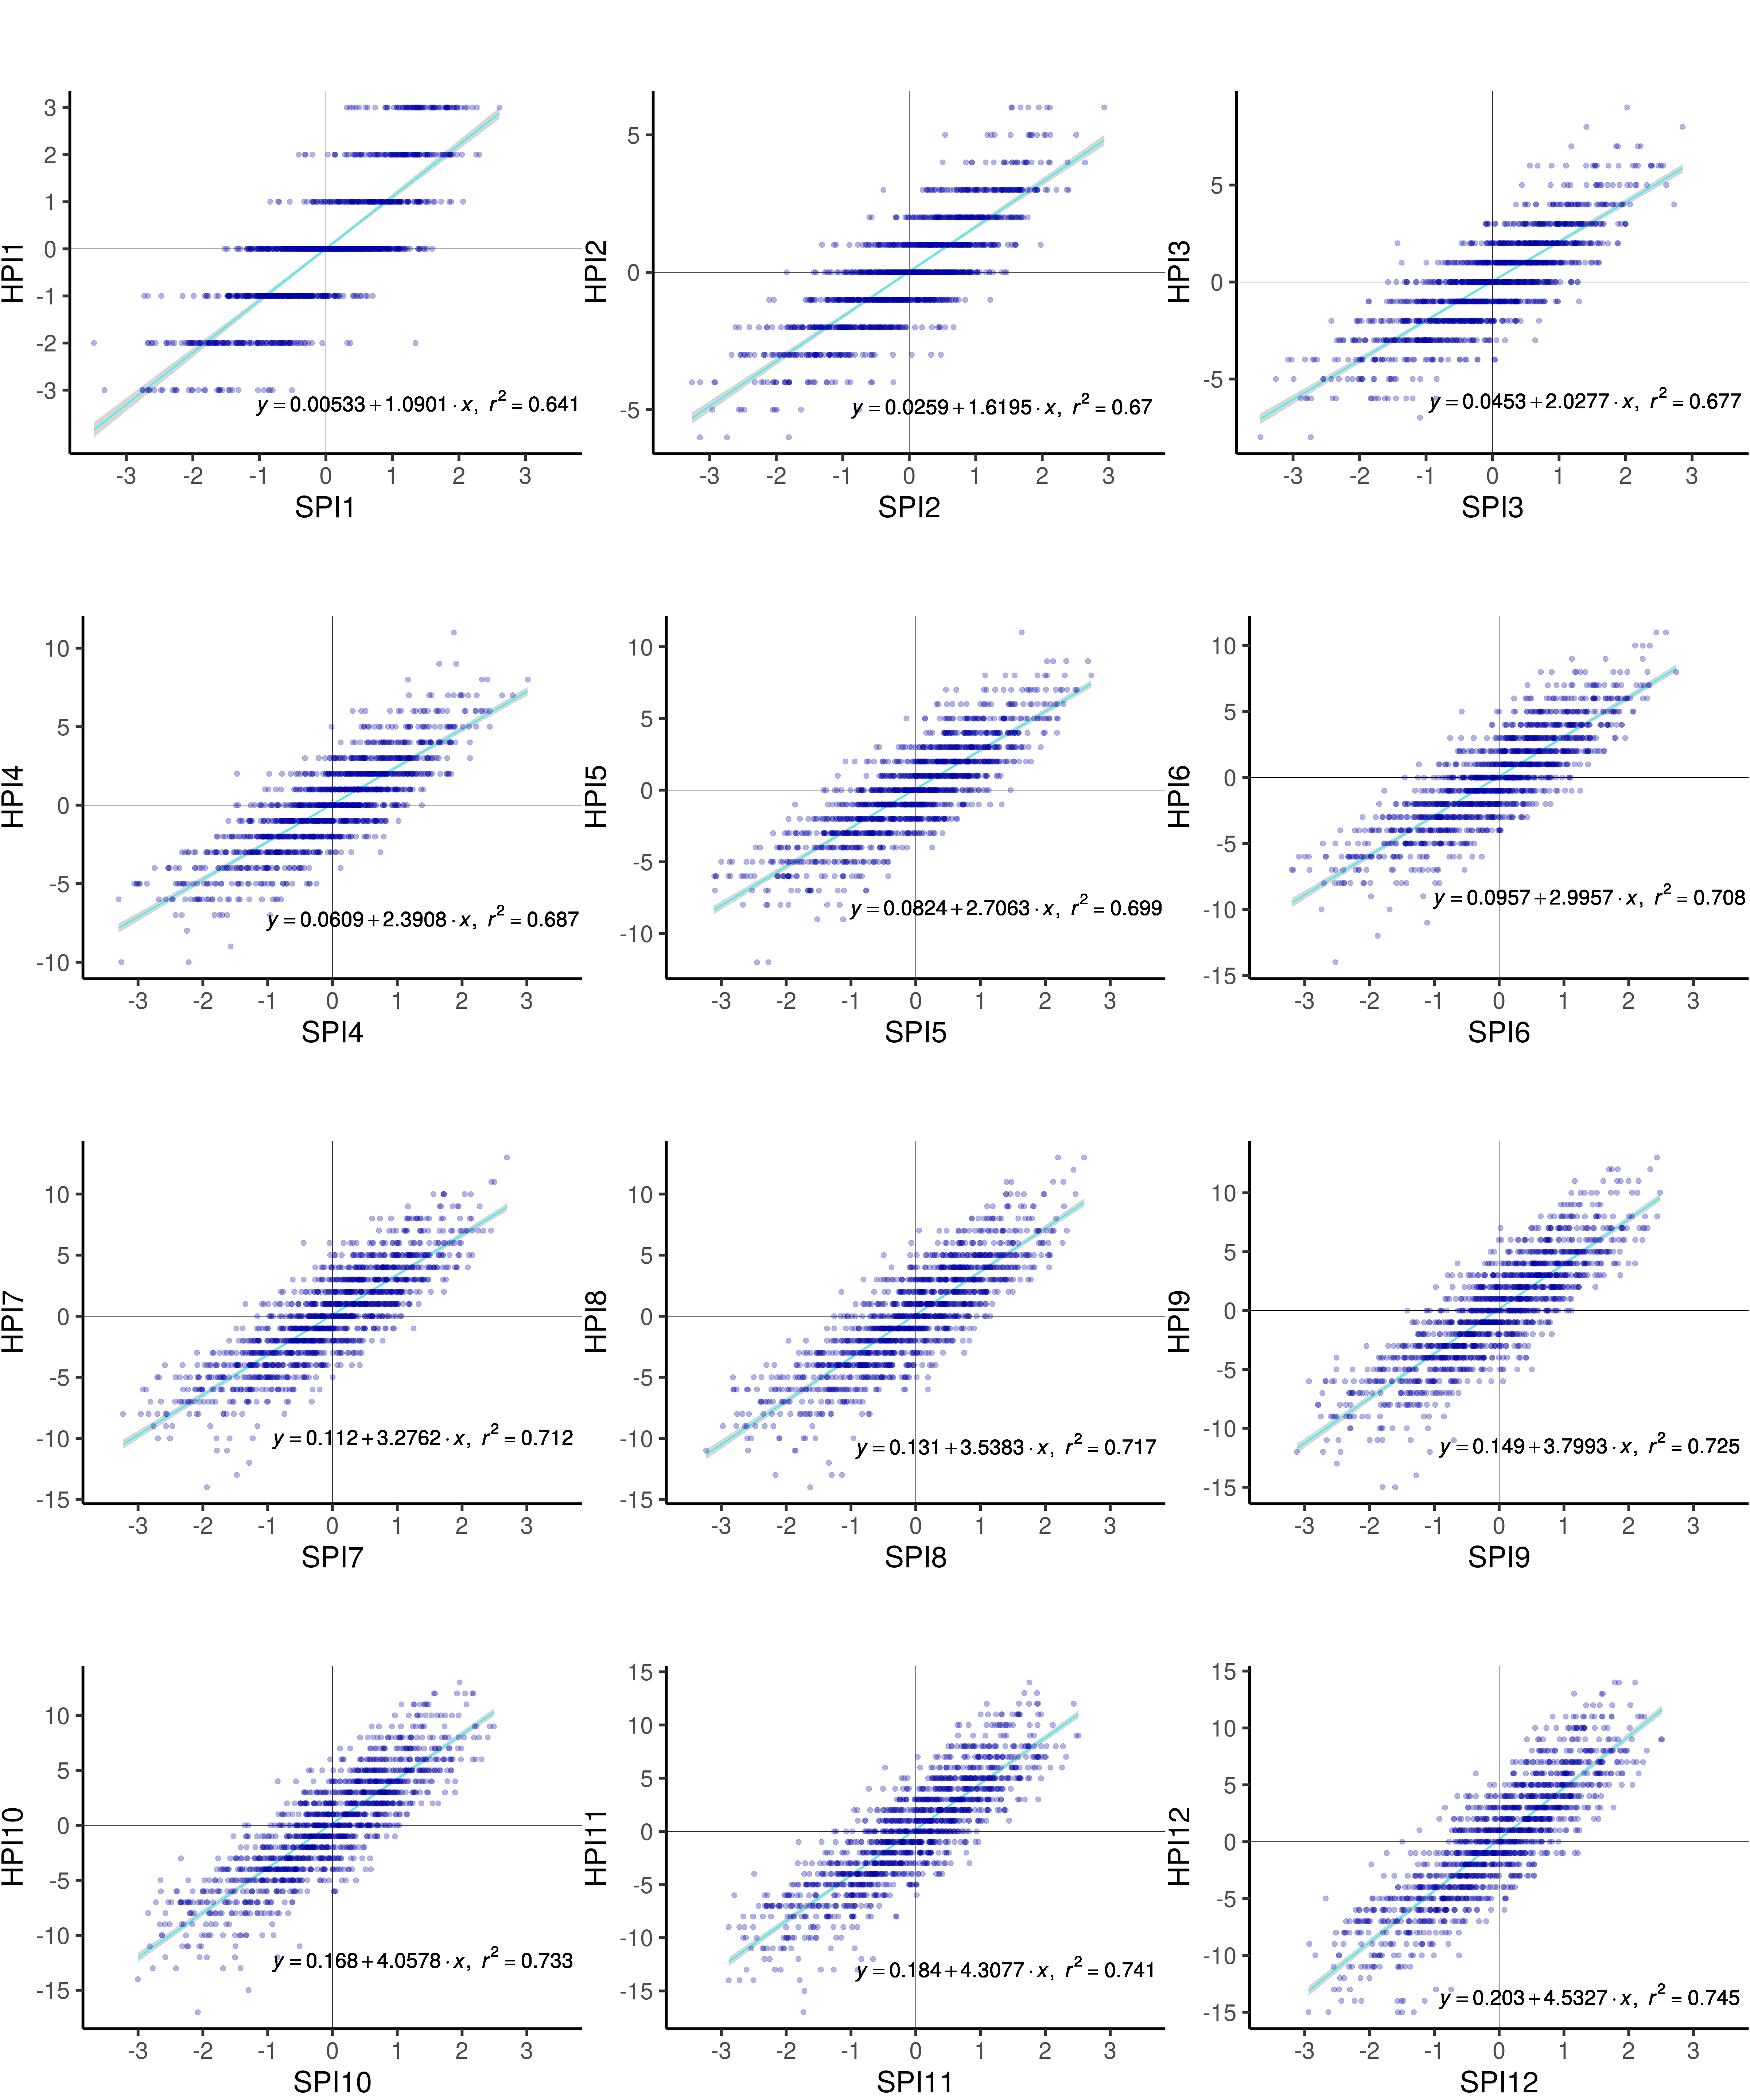 3
2
1
0
-1
-2
-3
HPI1
y = 0.00533 + 1.0901 · x, r² = 0.641
-3 -2 -1 0 1 2 3
SPI1
5
0
-5
HPI2
y = 0.0259 + 1.6195 · x, r² = 0.67
-3 -2 -1 0 1 2 3
SPI2
5
0
-5
HPI3
y = 0.0453 + 2.0277 · x, r² = 0.677
-3 -2 -1 0 1 2 3
SPI3
10
5
0
-5
-10
HPI4
y = 0.0609 + 2.3908 · x, r² = 0.687
-3 -2 -1 0 1 2 3
SPI4
10
5
0
-5
-10
HPI5
y = 0.0824 + 2.7063 · x, r² = 0.699
-3 -2 -1 0 1 2 3
SPI5
10
5
0
-5
-10
-15
HPI6
y = 0.0957 + 2.9957 · x, r² = 0.708
-3 -2 -1 0 1 2 3
SPI6
10
5
0
-5
-10
-15
HPI7
y = 0.112 + 3.2762 · x, r² = 0.712
-3 -2 -1 0 1 2 3
SPI7
10
5
0
-5
-10
-15
HPI8
y = 0.131 + 3.5383 · x, r² = 0.717
-3 -2 -1 0 1 2 3
SPI8
10
5
0
-5
-10
-15
HPI9
y = 0.149 + 3.7993 · x, r² = 0.725
-3 -2 -1 0 1 2 3
SPI9
10
5
0
-5
-10
-15
HPI10
y = 0.168 + 4.0578 · x, r² = 0.733
-3 -2 -1 0 1 2 3
SPI10
15
10
5
0
-5
-10
-15
HPI11
y = 0.184 + 4.3077 · x, r² = 0.741
-3 -2 -1 0 1 2 3
SPI11
15
10
5
0
-5
-10
-15
HPI12
y = 0.203 + 4.5327 · x, r² = 0.745
-3 -2 -1 0 1 2 3
SPI12